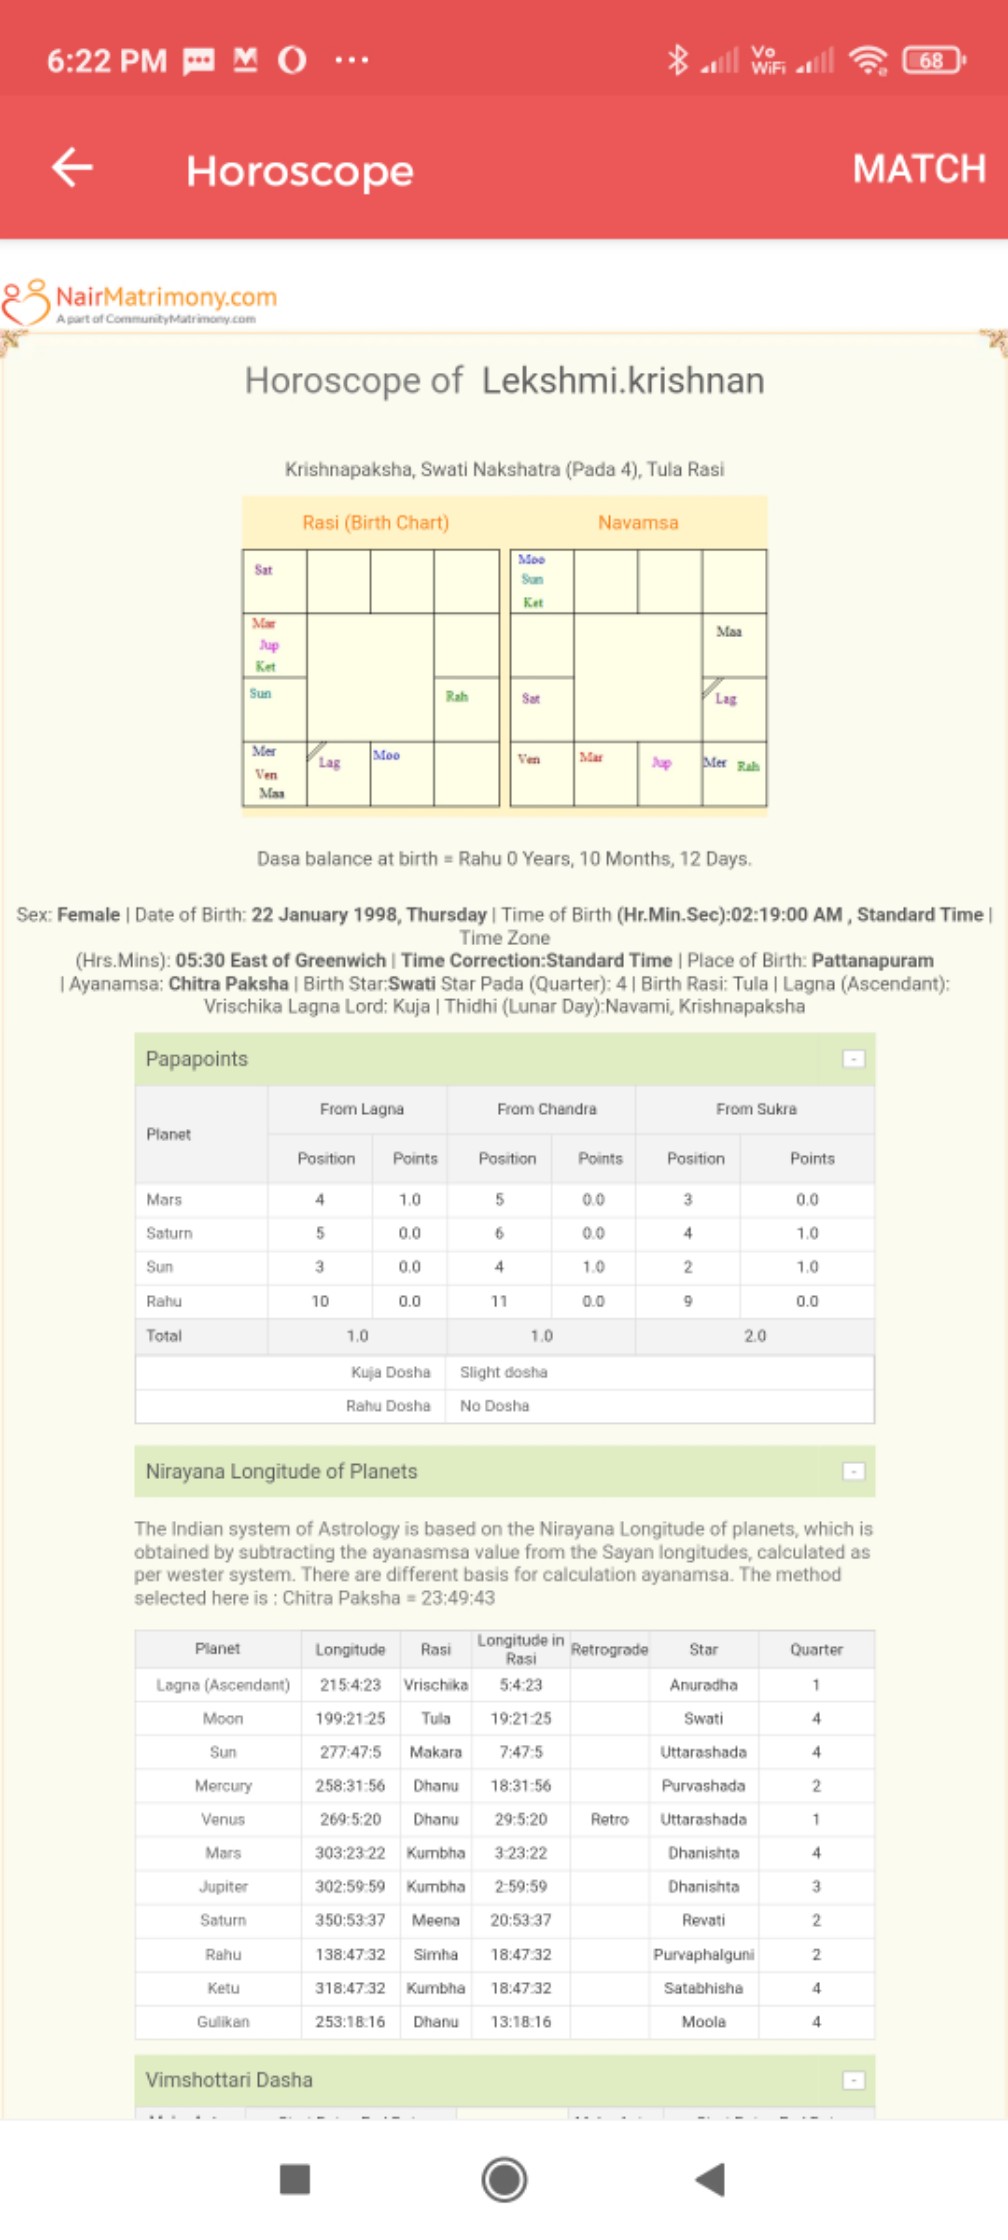 6:22 PM ... Vo WiFi 68
Horoscope MATCH
NairMatrimony.com
A part of CommunityMatrimony.com
Horoscope of Lekshmi.krishnan
Krishnapaksha, Swati Nakshatra (Pada 4), Tula Rasi
Rasi (Birth Chart) Navamsa
Sat Moo Sun Ket
Mar Jup Ket Maa
Sun Rah Sat Lag
Mer Ven Maa Lag Moo Ven Mar Jup Mer Rah
Dasa balance at birth = Rahu 0 Years, 10 Months, 12 Days.
Sex: Female | Date of Birth: 22 January 1998, Thursday | Time of Birth (Hr.Min.Sec):02:19:00 AM , Standard Time |
Time Zone
(Hrs.Mins): 05:30 East of Greenwich | Time Correction:Standard Time | Place of Birth: Pattanapuram
| Ayanamsa: Chitra Paksha | Birth Star:Swati Star Pada (Quarter): 4 | Birth Rasi: Tula | Lagna (Ascendant):
Vrischika Lagna Lord: Kuja | Thidhi (Lunar Day):Navami, Krishnapaksha
Papapoints -
Planet From Lagna From Chandra From Sukra
Position Points Position Points Position Points
Mars 4 1.0 5 0.0 3 0.0
Saturn 5 0.0 6 0.0 4 1.0
Sun 3 0.0 4 1.0 2 1.0
Rahu 10 0.0 11 0.0 9 0.0
Total 1.0 1.0 2.0
Kuja Dosha Slight dosha
Rahu Dosha No Dosha
Nirayana Longitude of Planets -
The Indian system of Astrology is based on the Nirayana Longitude of planets, which is
obtained by subtracting the ayanasmsa value from the Sayan longitudes, calculated as
per wester system. There are different basis for calculation ayanamsa. The method
selected here is : Chitra Paksha = 23:49:43
Planet Longitude Rasi Longitude in Rasi Retrograde Star Quarter
Lagna (Ascendant) 215:4:23 Vrischika 5:4:23 Anuradha 1
Moon 199:21:25 Tula 19:21:25 Swati 4
Sun 277:47:5 Makara 7:47:5 Uttarashada 4
Mercury 258:31:56 Dhanu 18:31:56 Purvashada 2
Venus 269:5:20 Dhanu 29:5:20 Retro Uttarashada 1
Mars 303:23:22 Kumbha 3:23:22 Dhanishta 4
Jupiter 302:59:59 Kumbha 2:59:59 Dhanishta 3
Saturn 350:53:37 Meena 20:53:37 Revati 2
Rahu 138:47:32 Simha 18:47:32 Purvaphalguni 2
Ketu 318:47:32 Kumbha 18:47:32 Satabhisha 4
Gulikan 253:18:16 Dhanu 13:18:16 Moola 4
Vimshottari Dasha -